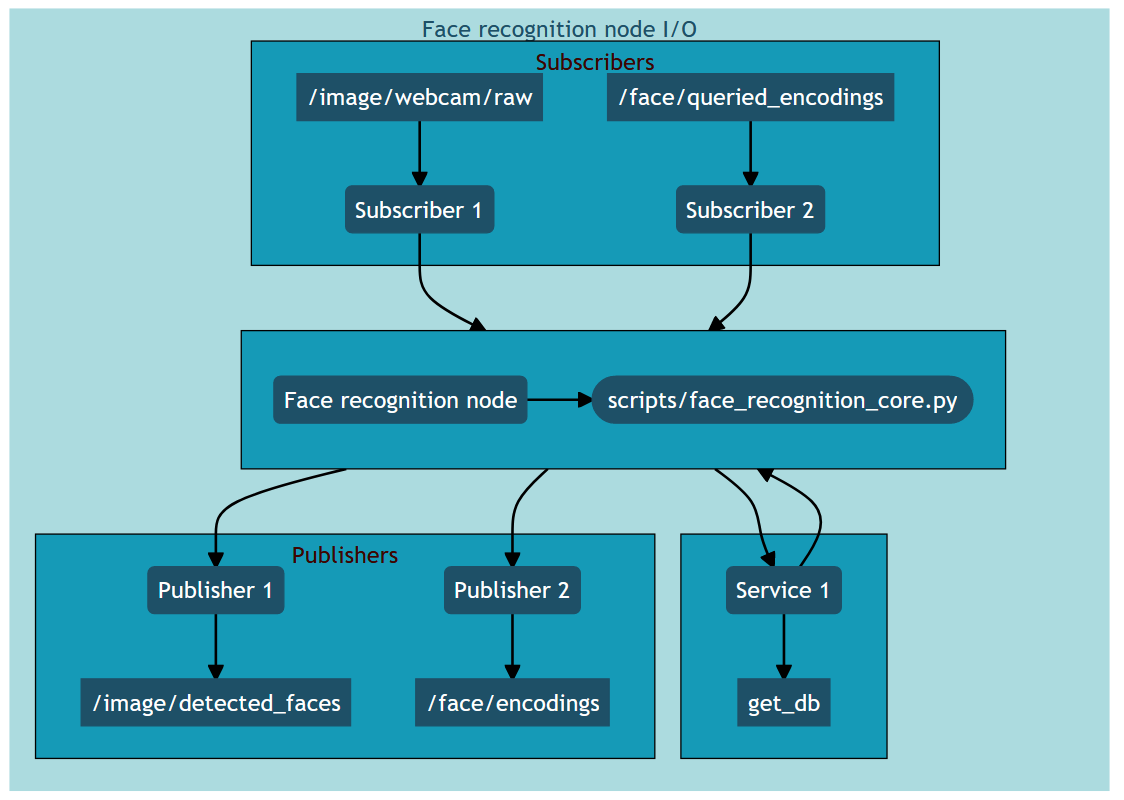 Face recognition node I/O
Subscribers
/image/webcam/raw
/face/queried_encodings
Subscriber 1
Subscriber 2
Face recognition node
scripts/face_recognition_core.py
Publishers
Publisher 1
Publisher 2
Service 1
/image/detected_faces
/face/encodings
get_db